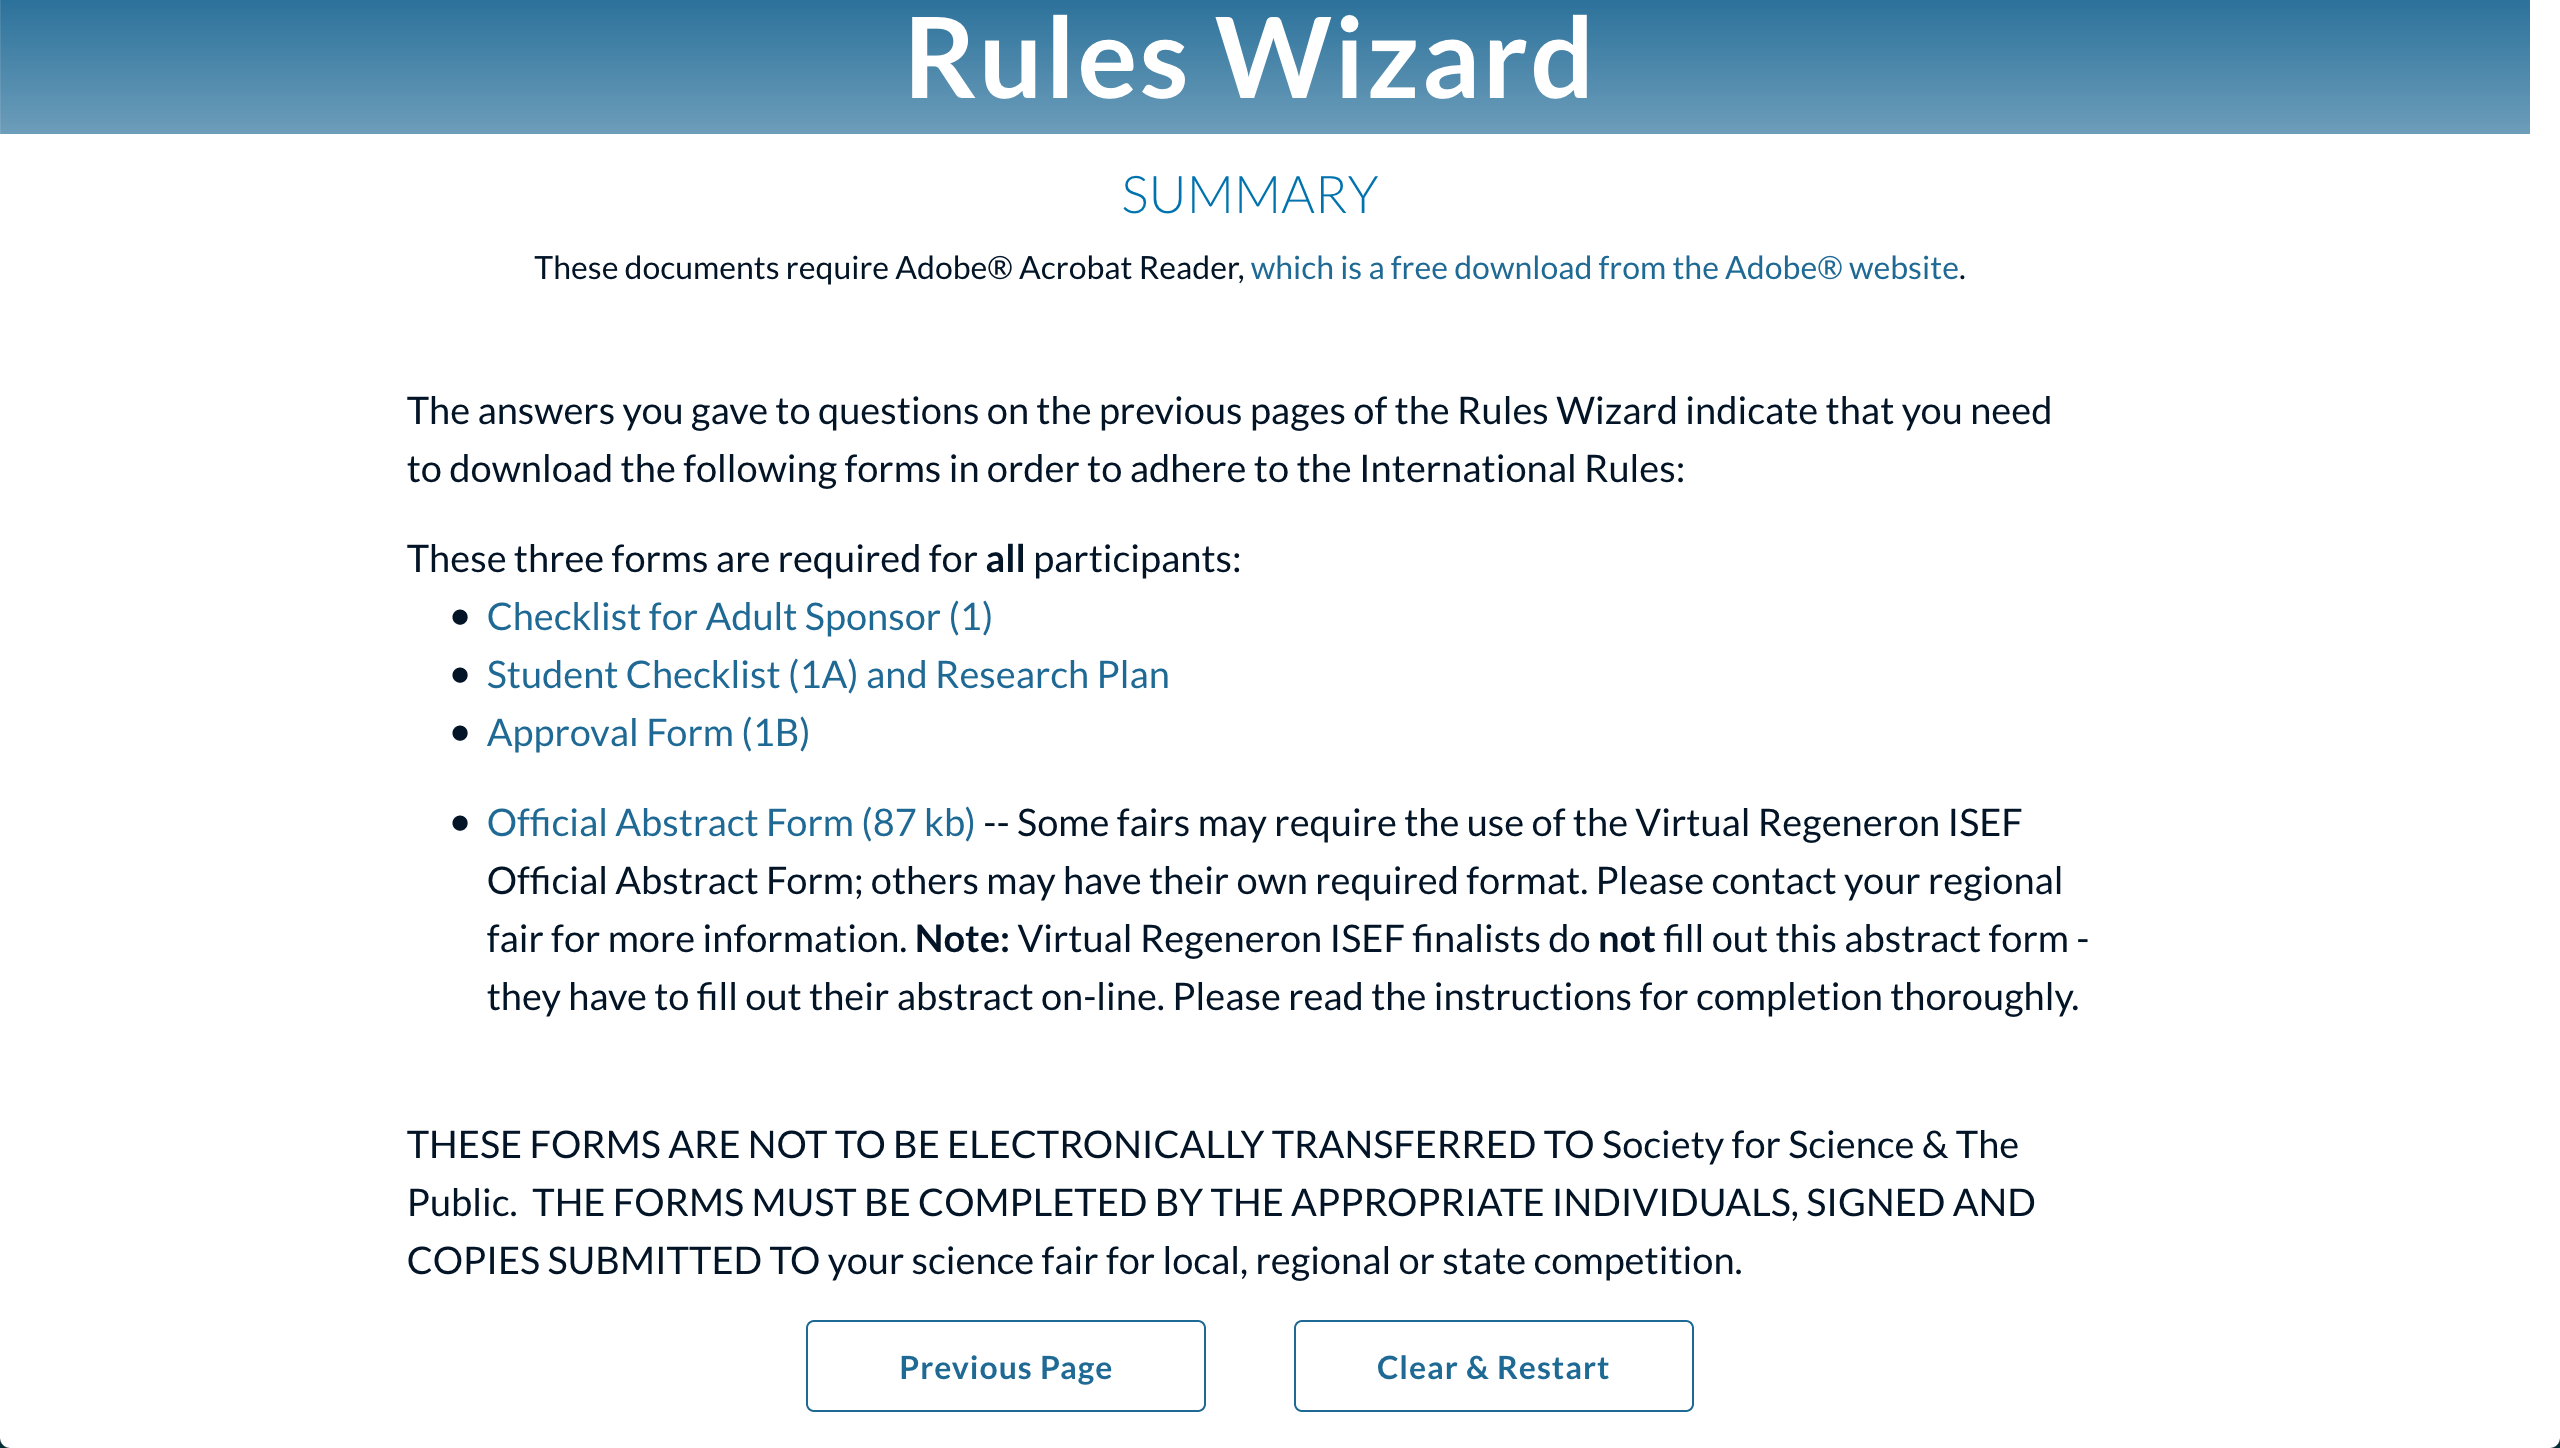 Rules Wizard
SUMMARY
These documents require Adobe® Acrobat Reader, which is a free download from the Adobe® website.
The answers you gave to questions on the previous pages of the Rules Wizard indicate that you need
to download the following forms in order to adhere to the International Rules:
These three forms are required for all participants:
• Checklist for Adult Sponsor (1)
• Student Checklist (1A) and Research Plan
• Approval Form (1B)
• Official Abstract Form (87 kb) -- Some fairs may require the use of the Virtual Regeneron ISEF
Official Abstract Form; others may have their own required format. Please contact your regional
fair for more information. Note: Virtual Regeneron ISEF finalists do not fill out this abstract form -
they have to fill out their abstract on-line. Please read the instructions for completion thoroughly.
THESE FORMS ARE NOT TO BE ELECTRONICALLY TRANSFERRED TO Society for Science & The
Public.  THE FORMS MUST BE COMPLETED BY THE APPROPRIATE INDIVIDUALS, SIGNED AND
COPIES SUBMITTED TO your science fair for local, regional or state competition.
Previous Page
Clear & Restart